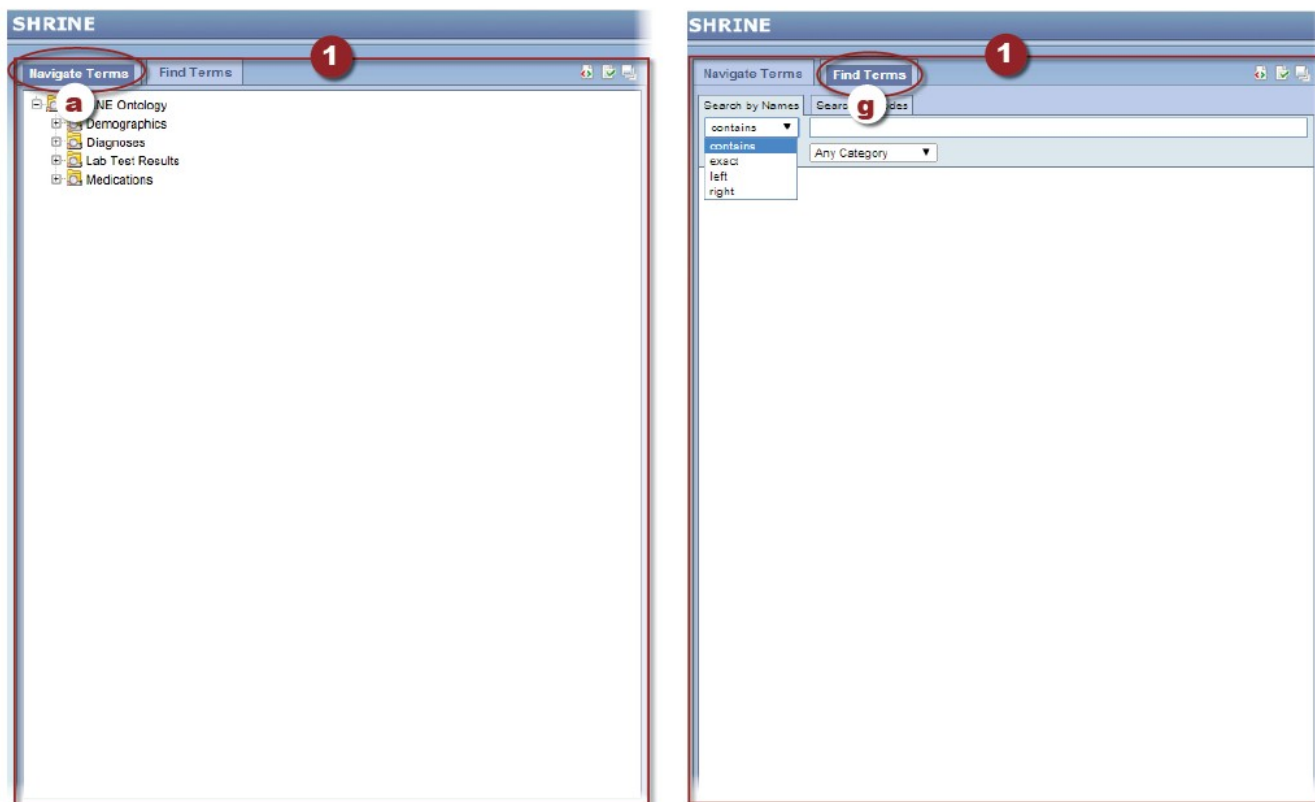 SHRINE
1
Navigate Terms
Find Terms
a
NE Ontology
Demographics
Diagnoses
Lab Test Results
Medications
SHRINE
1
Navigate Terms
Find Terms
g
Search by Names
contains
contains
Any Category
exact
left
right